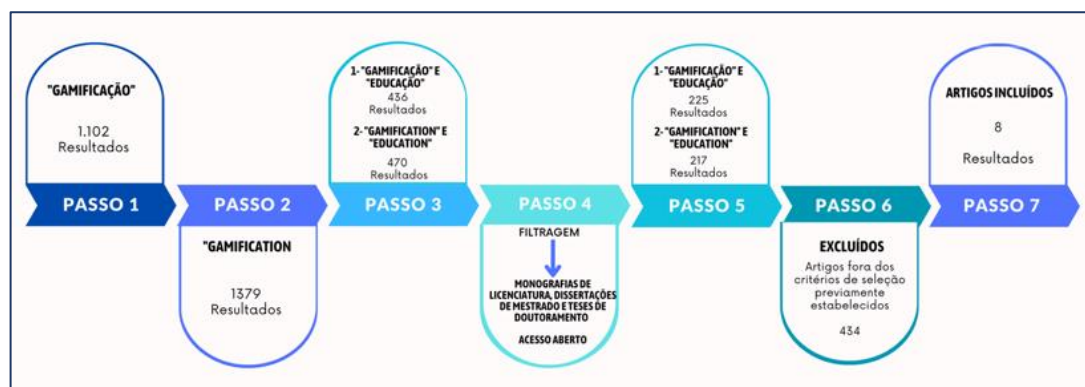 "GAMIFICAÇÃO"
1.102
Resultados
PASSO 1
PASSO 2
"GAMIFICATION
1379
Resultados
1- "GAMIFICAÇÃO" E
"EDUCAÇÃO"
436
Resultados
2- "GAMIFICATION" E
"EDUCATION"
470
Resultados
PASSO 3
PASSO 4
FILTRAGEM
MONOGRAFIAS DE
LICENCIATURA, DISSERTAÇÕES
DE MESTRADO E TESES DE
DOUTORAMENTO
ACESSO ABERTO
1- "GAMIFICAÇÃO" E
"EDUCAÇÃO"
225
Resultados
2- "GAMIFICATION" E
"EDUCATION"
217
Resultados
PASSO 5
PASSO 6
EXCLUÍDOS
Artigos fora dos
critérios de seleção
previamente
estabelecidos
434
ARTIGOS INCLUÍDOS
8
Resultados
PASSO 7